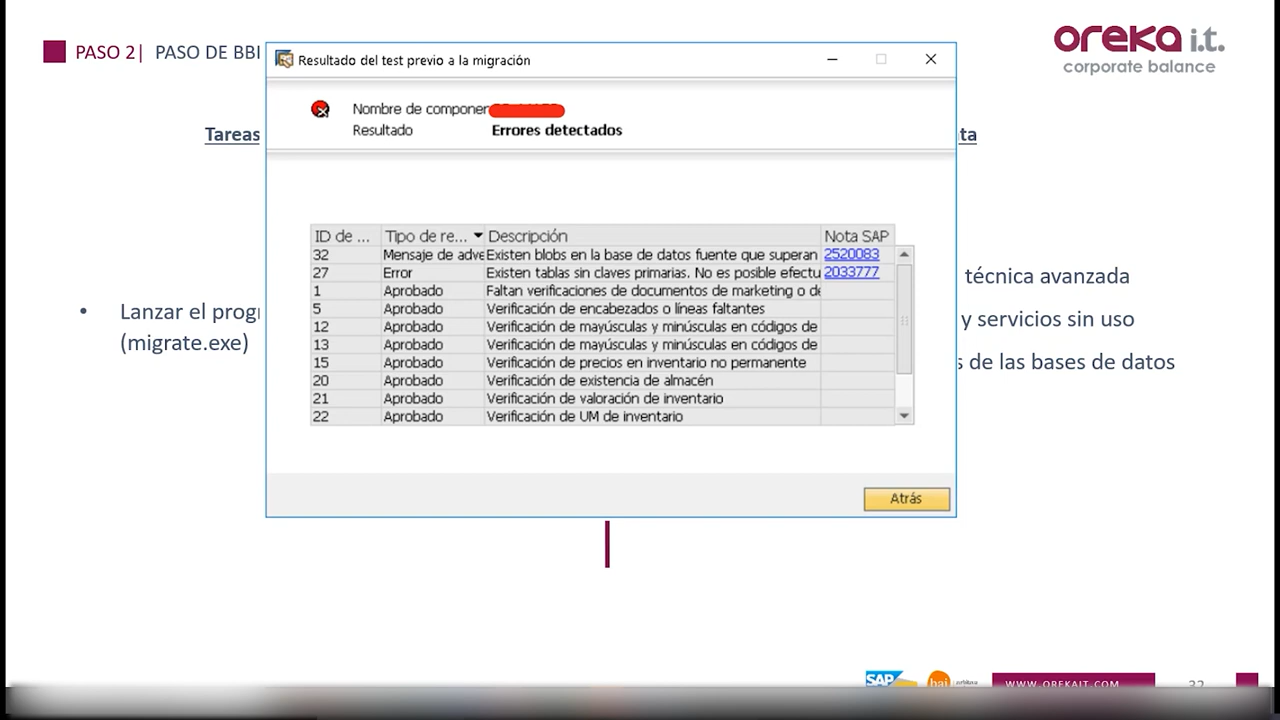 PASO 2| PASO DE BBI
oreka i.t.
corporate balance
Tareas
ta
Resultado del test previo a la migración
Nombre de componen
Resultado Errores detectados
ID de ... Tipo de re... Descripción Nota SAP
32 Mensaje de adve Existen blobs en la base de datos fuente que superan 2520083
27 Error Existen tablas sin claves primarias. No es posible efectu 2033777
1 Aprobado Faltan verificaciones de documentos de marketing o de
5 Aprobado Verificación de encabezados o líneas faltantes
12 Aprobado Verificación de mayúsculas y minúsculas en códigos de
13 Aprobado Verificación de mayúsculas y minúsculas en códigos de
15 Aprobado Verificación de precios en inventario no permanente
20 Aprobado Verificación de existencia de almacén
21 Aprobado Verificación de valoración de inventario
22 Aprobado Verificación de UM de inventario
Atrás
• Lanzar el progr
(migrate.exe)
técnica avanzada
y servicios sin uso
s de las bases de datos
SAP
bai
WWW.OREKAIT.COM
32